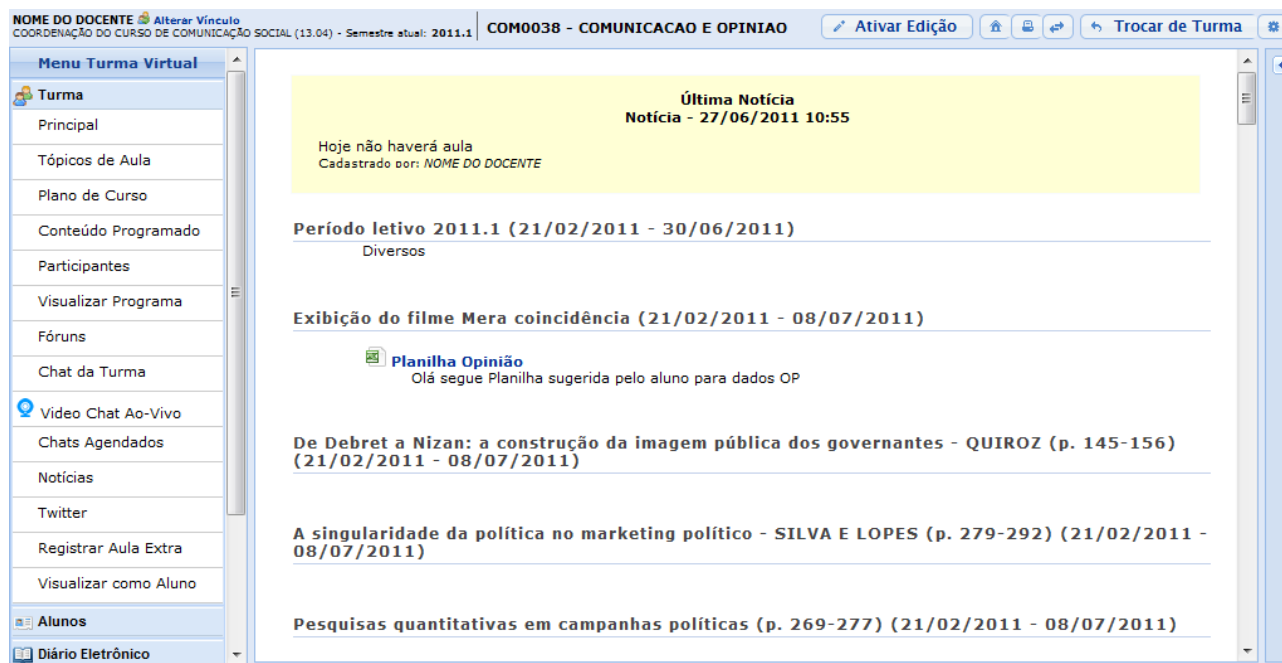 NOME DO DOCENTE Alterar Vínculo
COORDENAÇÃO DO CURSO DE COMUNICAÇÃO SOCIAL (13.04) - Semestre atual: 2011.1
COM0038 - COMUNICACAO E OPINIAO
Ativar Edição
Trocar de Turma
Menu Turma Virtual
Turma
Principal
Tópicos de Aula
Plano de Curso
Conteúdo Programado
Participantes
Visualizar Programa
Fóruns
Chat da Turma
Video Chat Ao-Vivo
Chats Agendados
Notícias
Twitter
Registrar Aula Extra
Visualizar como Aluno
Alunos
Diário Eletrônico
Última Notícia
Notícia - 27/06/2011 10:55
Hoje não haverá aula
Cadastrado por: NOME DO DOCENTE
Período letivo 2011.1 (21/02/2011 - 30/06/2011)
Diversos
Exibição do filme Mera coincidência (21/02/2011 - 08/07/2011)
Planilha Opinião
Olá segue Planilha sugerida pelo aluno para dados OP
De Debret a Nizan: a construção da imagem pública dos governantes - QUIROZ (p. 145-156)
(21/02/2011 - 08/07/2011)
A singularidade da política no marketing político - SILVA E LOPES (p. 279-292) (21/02/2011 -
08/07/2011)
Pesquisas quantitativas em campanhas políticas (p. 269-277) (21/02/2011 - 08/07/2011)